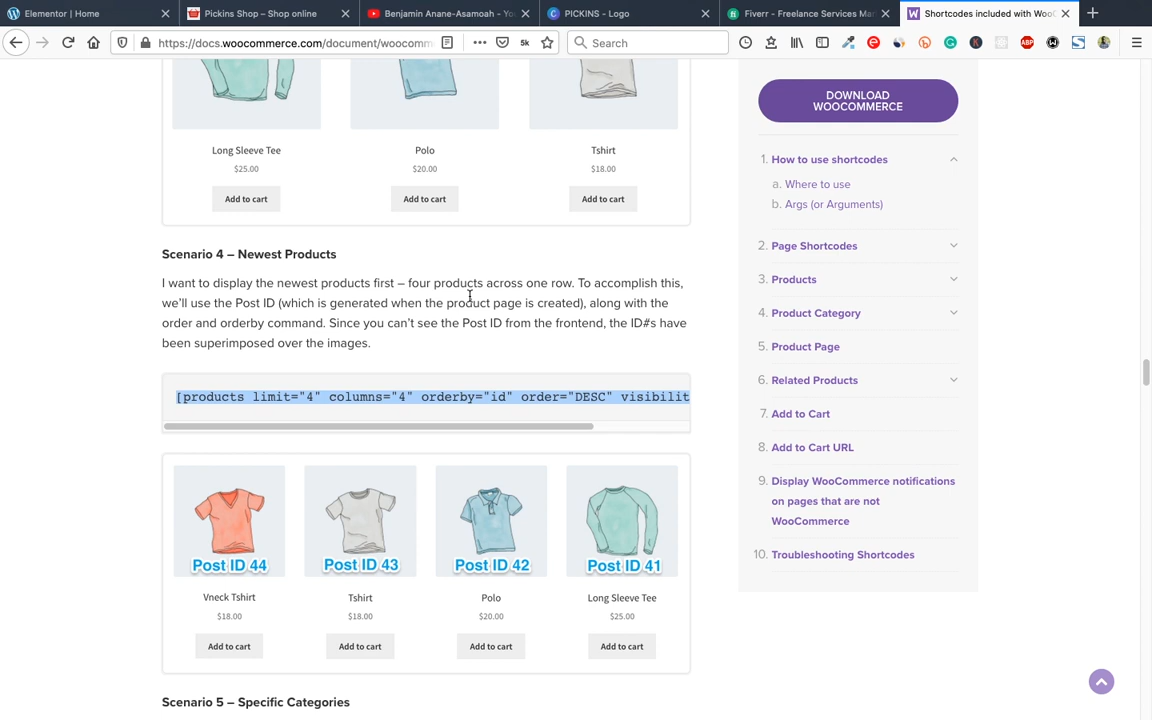 Elementor | Home
Pickins Shop – Shop online
Benjamin Anane-Asamoah - Yo
PICKINS - Logo
Fiverr - Freelance Services Ma
Shortcodes included with Woo
https://docs.woocommerce.com/document/woocomm
5k
Search
ABP
Long Sleeve Tee
Polo
Tshirt
$25.00
$20.00
$18.00
Add to cart
Add to cart
Add to cart
Scenario 4 – Newest Products
I want to display the newest products first – four products across one row. To accomplish this,
we'll use the Post ID (which is generated when the product page is created), along with the
order and orderby command. Since you can't see the Post ID from the frontend, the ID#s have
been superimposed over the images.
[products limit="4" columns="4" orderby="id" order="DESC" visibilit
Post ID 44
Post ID 43
Post ID 42
Post ID 41
Vneck Tshirt
Tshirt
Polo
Long Sleeve Tee
$18.00
$18.00
$20.00
$25.00
Add to cart
Add to cart
Add to cart
Add to cart
Scenario 5 – Specific Categories
DOWNLOAD
WOOCOMMERCE
1. How to use shortcodes
a. Where to use
b. Args (or Arguments)
2. Page Shortcodes
3. Products
4. Product Category
5. Product Page
6. Related Products
7. Add to Cart
8. Add to Cart URL
9. Display WooCommerce notifications
on pages that are not
WooCommerce
10. Troubleshooting Shortcodes